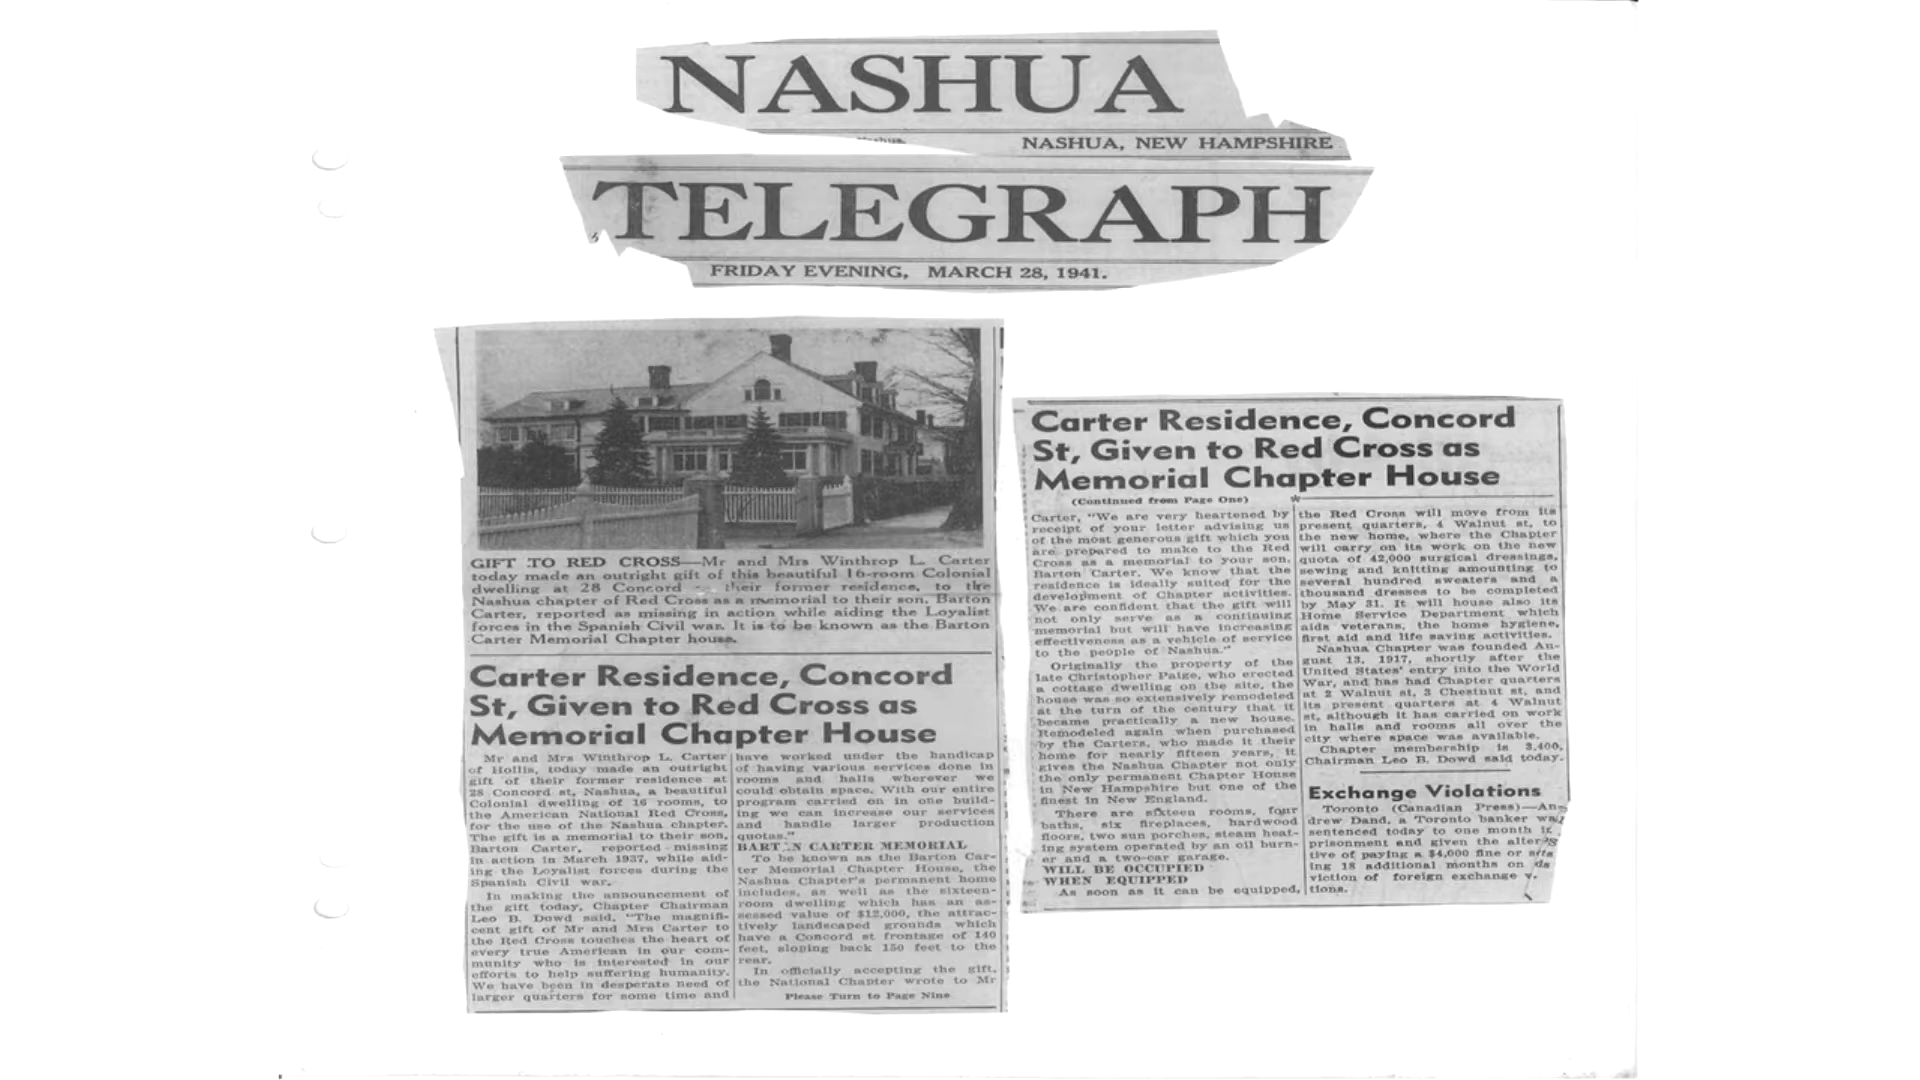 NASHUA
NASHUA, NEW HAMPSHIRE
TELEGRAPH
FRIDAY EVENING, MARCH 28, 1941.
GIFT TO RED CROSS—Mr and Mrs Winthrop L. Carter
today made an outright gift of this beautiful 16-room Colonial
dwelling at 28 Concord their former residence, to the
Nashua chapter of Red Cross as a memorial to their son, Barton
Carter, reported as missing in action while aiding the Loyalist
forces in the Spanish Civil war. It is to be known as the Barton
Carter Memorial Chapter house.
Carter Residence, Concord
St, Given to Red Cross as
Memorial Chapter House
Mr and Mrs Winthrop L. Carter
of Hollis, today made an outright
gift of their former residence at
28 Concord st, Nashua, a beautiful
Colonial dwelling of 16 rooms, to
the American National Red Cross,
for the use of the Nashua chapter.
The gift is a memorial to their son,
Barton Carter, reported missing
in action in March 1937, while aid-
ing the Loyalist forces during the
Spanish Civil war.
In making the announcement of
the gift today, Chapter Chairman
Leo B. Dowd said, "The magnifi-
cent gift of Mr and Mrs Carter to
the Red Cross touches the heart of
every true American in our com-
munity who is interested in our
efforts to help suffering humanity.
We have been in desperate need of
larger quarters for some time and
have worked under the handicap
of having various services done in
rooms and halls wherever we
could obtain space. With our entire
program carried on in one build-
ing we can increase our services
and handle larger production
quotas."
BARTON CARTER MEMORIAL
To be known as the Barton Car-
ter Memorial Chapter House, the
Nashua Chapter's permanent home
includes, as well as the sixteen-
room dwelling which has an as-
sessed value of $12,000, the attrac-
tively landscaped grounds which
have a Concord st frontage of 140
feet, sloping back 150 feet to the
rear.
In officially accepting the gift,
the National Chapter wrote to Mr
Please Turn to Page Nine
Carter Residence, Concord
St, Given to Red Cross as
Memorial Chapter House
(Continued from Page One)
Carter, "We are very heartened by
receipt of your letter advising us
of the most generous gift which you
are prepared to make to the Red
Cross as a memorial to your son,
Barton Carter. We know that the
residence is ideally suited for the
development of Chapter activities.
We are confident that the gift will
not only serve as a continuing
memorial but will have increasing
effectiveness as a vehicle of service
to the people of Nashua."
Originally the property of the
late Christopher Paige, who erected
a cottage dwelling on the site, the
house was so extensively remodeled
at the turn of the century that it
became practically a new house.
Remodeled again when purchased
by the Carters, who made it their
home for nearly fifteen years, it
gives the Nashua Chapter not only
the only permanent Chapter House
in New Hampshire but one of the
finest in New England.
There are sixteen rooms, four
baths, six fireplaces, hardwood
floors, two sun porches, steam heat-
ing system operated by an oil burn-
er and a two-car garage.
WILL BE OCCUPIED
WHEN EQUIPPED
As soon as it can be equipped,
the Red Cross will move from its
present quarters, 4 Walnut st, to
the new home, where the Chapter
will carry on its work on the new
quota of 42,000 surgical dressings,
sewing and knitting amounting to
several hundred sweaters and a
thousand dresses to be completed
by May 31. It will house also its
Home Service Department which
aids veterans, the home hygiene,
first aid and life saving activities.
Nashua Chapter was founded Au-
gust 13, 1917, shortly after the
United States' entry into the World
War, and has had Chapter quarters
at 2 Walnut st, 3 Chestnut st, and
its present quarters at 4 Walnut
st, although it has carried on work
in halls and rooms all over the
city where space was available.
Chapter membership is 3,400,
Chairman Leo B. Dowd said today.
Exchange Violations
Toronto (Canadian Press)—An-
drew Dand, a Toronto banker was
sentenced today to one month
prisonment and given the alter
tive of paying a $4,000 fine or
ing 18 additional months on
viction of foreign exchange v.
tions.